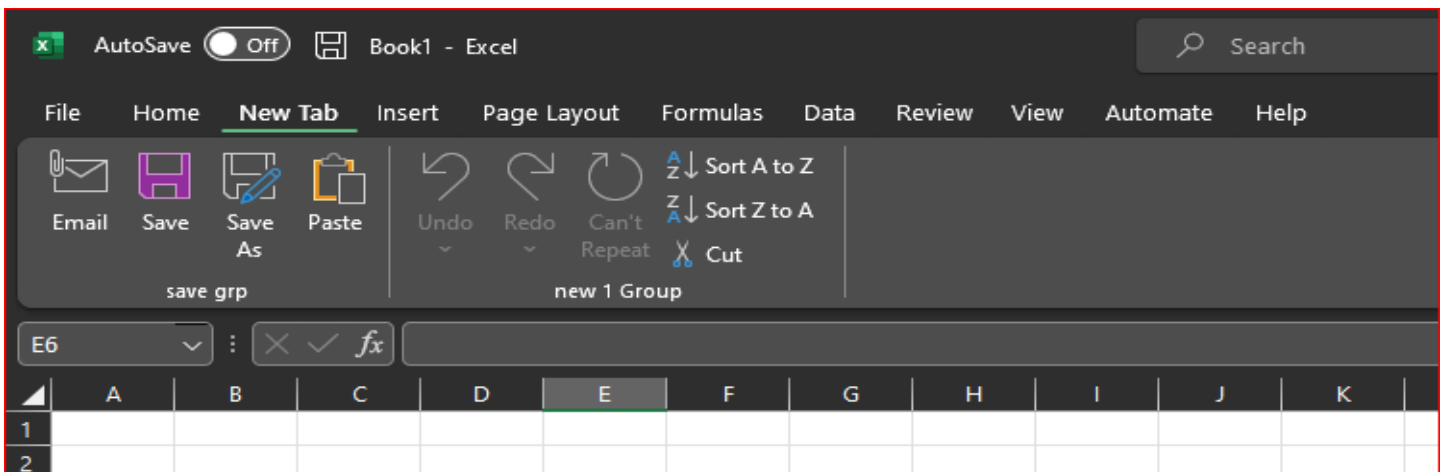 AutoSave Off Book1 - Excel Search
File Home New Tab Insert Page Layout Formulas Data Review View Automate Help
Email Save Save As Paste
save grp
Undo Redo Can't Repeat
Sort A to Z
Sort Z to A
Cut
new 1 Group
E6 fx
A B C D E F G H I J K
1
2